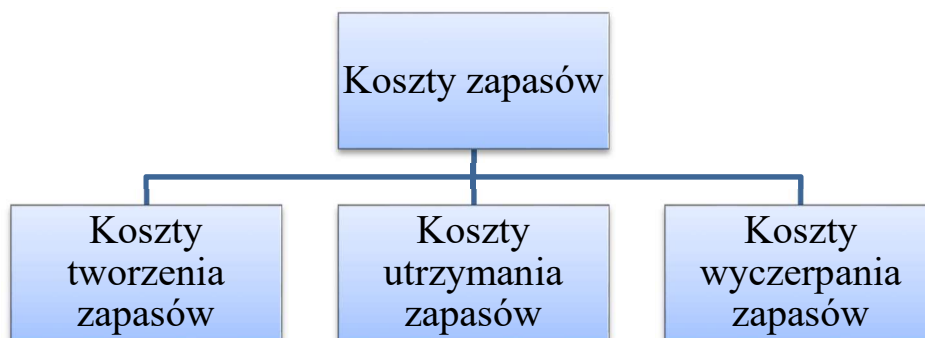 Koszty zapasów
Koszty
tworzenia
zapasów
Koszty
utrzymania
zapasów
Koszty
wyczerpania
zapasów